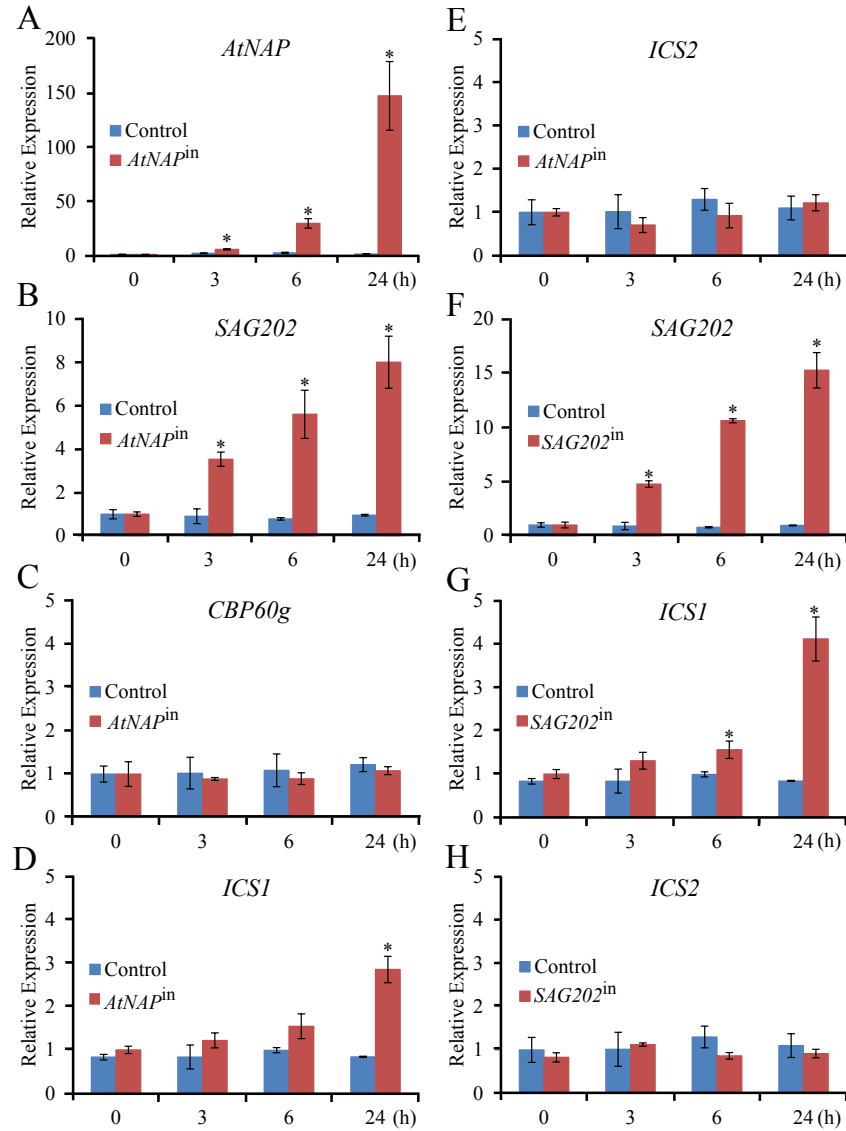 A
AtNAP
Relative Expression
200
150
100
50
0
Control
AtNAPin
*
*
*
0 3 6 24 (h)
B
SAG202
Relative Expression
10
8
6
4
2
0
Control
AtNAPin
*
*
*
0 3 6 24 (h)
C
CBP60g
Relative Expression
5
4
3
2
1
0
Control
AtNAPin
0 3 6 24 (h)
D
ICS1
Relative Expression
5
4
3
2
1
0
Control
AtNAPin
*
0 3 6 24 (h)
E
ICS2
Relative Expression
5
4
3
2
1
0
Control
AtNAPin
0 3 6 24 (h)
F
SAG202
Relative Expression
20
15
10
5
0
Control
SAG202in
*
*
*
0 3 6 24 (h)
G
ICS1
Relative Expression
5
4
3
2
1
0
Control
SAG202in
*
*
0 3 6 24 (h)
H
ICS2
Relative Expression
5
4
3
2
1
0
Control
SAG202in
0 3 6 24 (h)